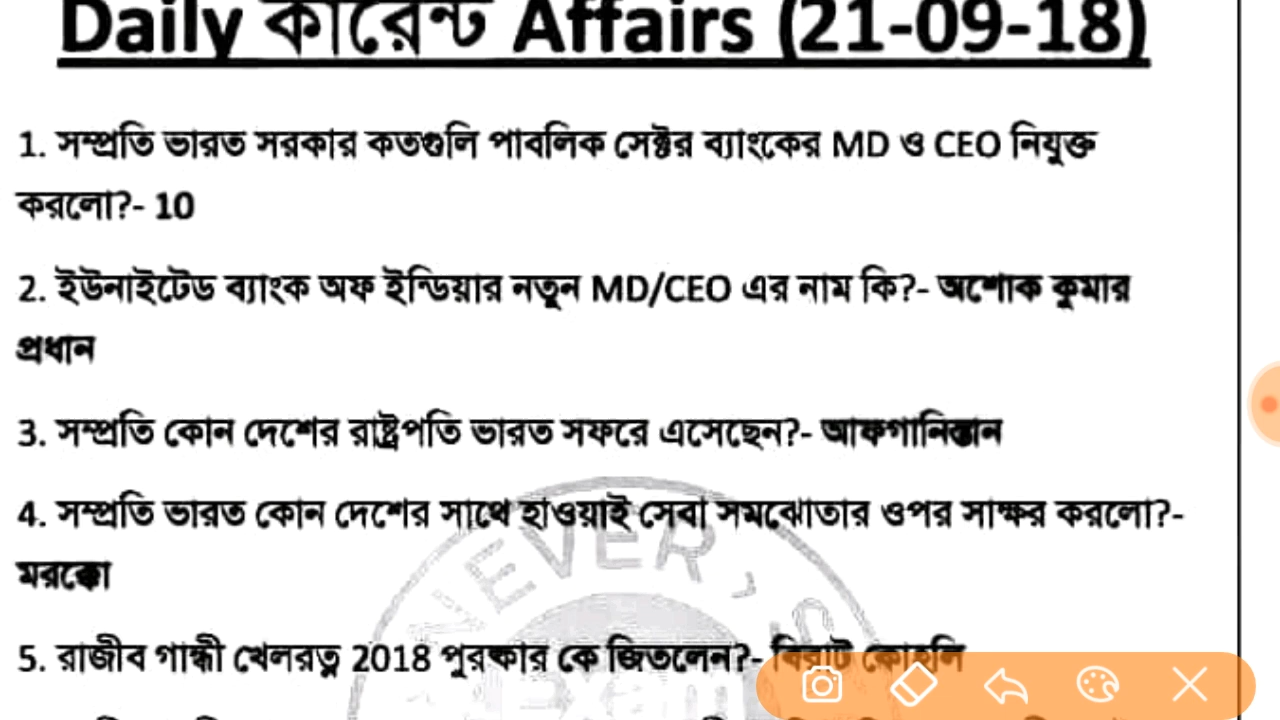 Daily কারেন্ট Affairs (21-09-18)
1. সম্প্রতি ভারত সরকার কতগুলি পাবলিক সেক্টর ব্যাংকের MD ও CEO নিযুক্ত
করলো?- 10
2. ইউনাইটেড ব্যাংক অফ ইন্ডিয়ার নতুন MD/CEO এর নাম কি?- অশোক কুমার
প্রধান
3. সম্প্রতি কোন দেশের রাষ্ট্রপতি ভারত সফরে এসেছেন?- আফগানিস্তান
4. সম্প্রতি ভারত কোন দেশের সাথে হাওয়াই সেবা সমঝোতার ওপর সাক্ষর করলো?-
মরক্কো
NEVER,
5. রাজীব গান্ধী খেলরত্ন 2018 পুরষ্কার কে জিতলেন?- বিরাট কোহলি